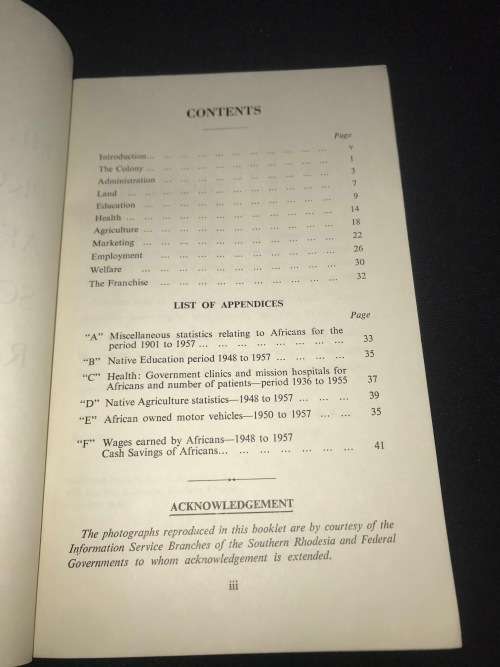 CONTENTS
Page
Introduction... ... ... ... ... ... ... ... ... ... v
The Colony ... ... ... ... ... ... ... ... ... ... 1
Administration ... ... ... ... ... ... ... ... ... ... 3
Land ... ... ... ... ... ... ... ... ... ... ... 7
Education ... ... ... ... ... ... ... ... ... ... 9
Health ... ... ... ... ... ... ... ... ... ... ... 14
Agriculture ... ... ... ... ... ... ... ... ... ... 18
Marketing ... ... ... ... ... ... ... ... ... ... 22
Employment ... ... ... ... ... ... ... ... ... ... 26
Welfare ... ... ... ... ... ... ... ... ... ... 30
The Franchise ... ... ... ... ... ... ... ... ... ... 32
LIST OF APPENDICES
Page
"A" Miscellaneous statistics relating to Africans for the
period 1901 to 1957 ... ... ... ... ... ... ... ... 33
"B" Native Education period 1948 to 1957 ... ... ... ... 35
"C" Health: Government clinics and mission hospitals for
Africans and number of patients—period 1936 to 1955 37
"D" Native Agriculture statistics—1948 to 1957 ... ... ... 39
"E" African owned motor vehicles—1950 to 1957 ... ... ... 35
"F" Wages earned by Africans—1948 to 1957
Cash Savings of Africans... ... ... ... ... ... ... 41
ACKNOWLEDGEMENT
The photographs reproduced in this booklet are by courtesy of the
Information Service Branches of the Southern Rhodesia and Federal
Governments to whom acknowledgement is extended.
iii